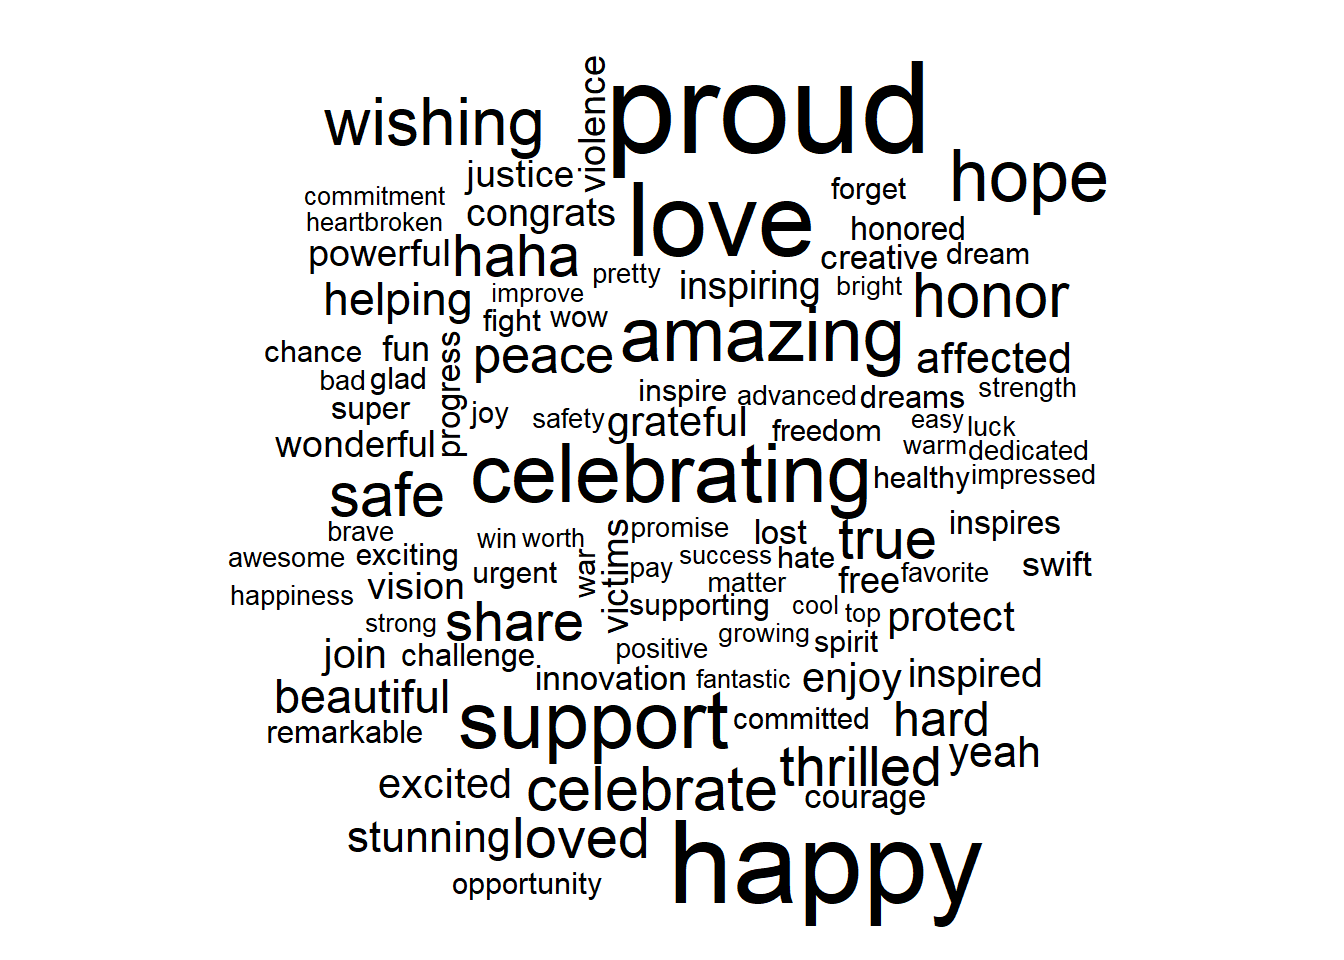 violence
proud
wishing
justice
hope
commitment
forget
heartbroken
congrats
love
honored
powerful
haha
creative
dream
pretty
helping
improve
inspiring
bright
honor
fight
wow
chance
fun
progress
peace
amazing
affected
bad
glad
inspire
advanced
dreams
strength
super
joy
safety
grateful
freedom
easy
luck
wonderful
warm
dedicated
safe
celebrating
healthy
impressed
brave
win
worth
victims
promise
lost
true
inspires
awesome
exciting
urgent
war
pay
success
hate
swift
happiness
vision
matter
free
favorite
strong
share
supporting
cool
top
protect
join
challenge
positive
growing
spirit
innovation
fantastic
enjoy
inspired
beautiful
support
committed
hard
remarkable
thrilled
yeah
excited
celebrate
courage
stunning
loved
happy
opportunity